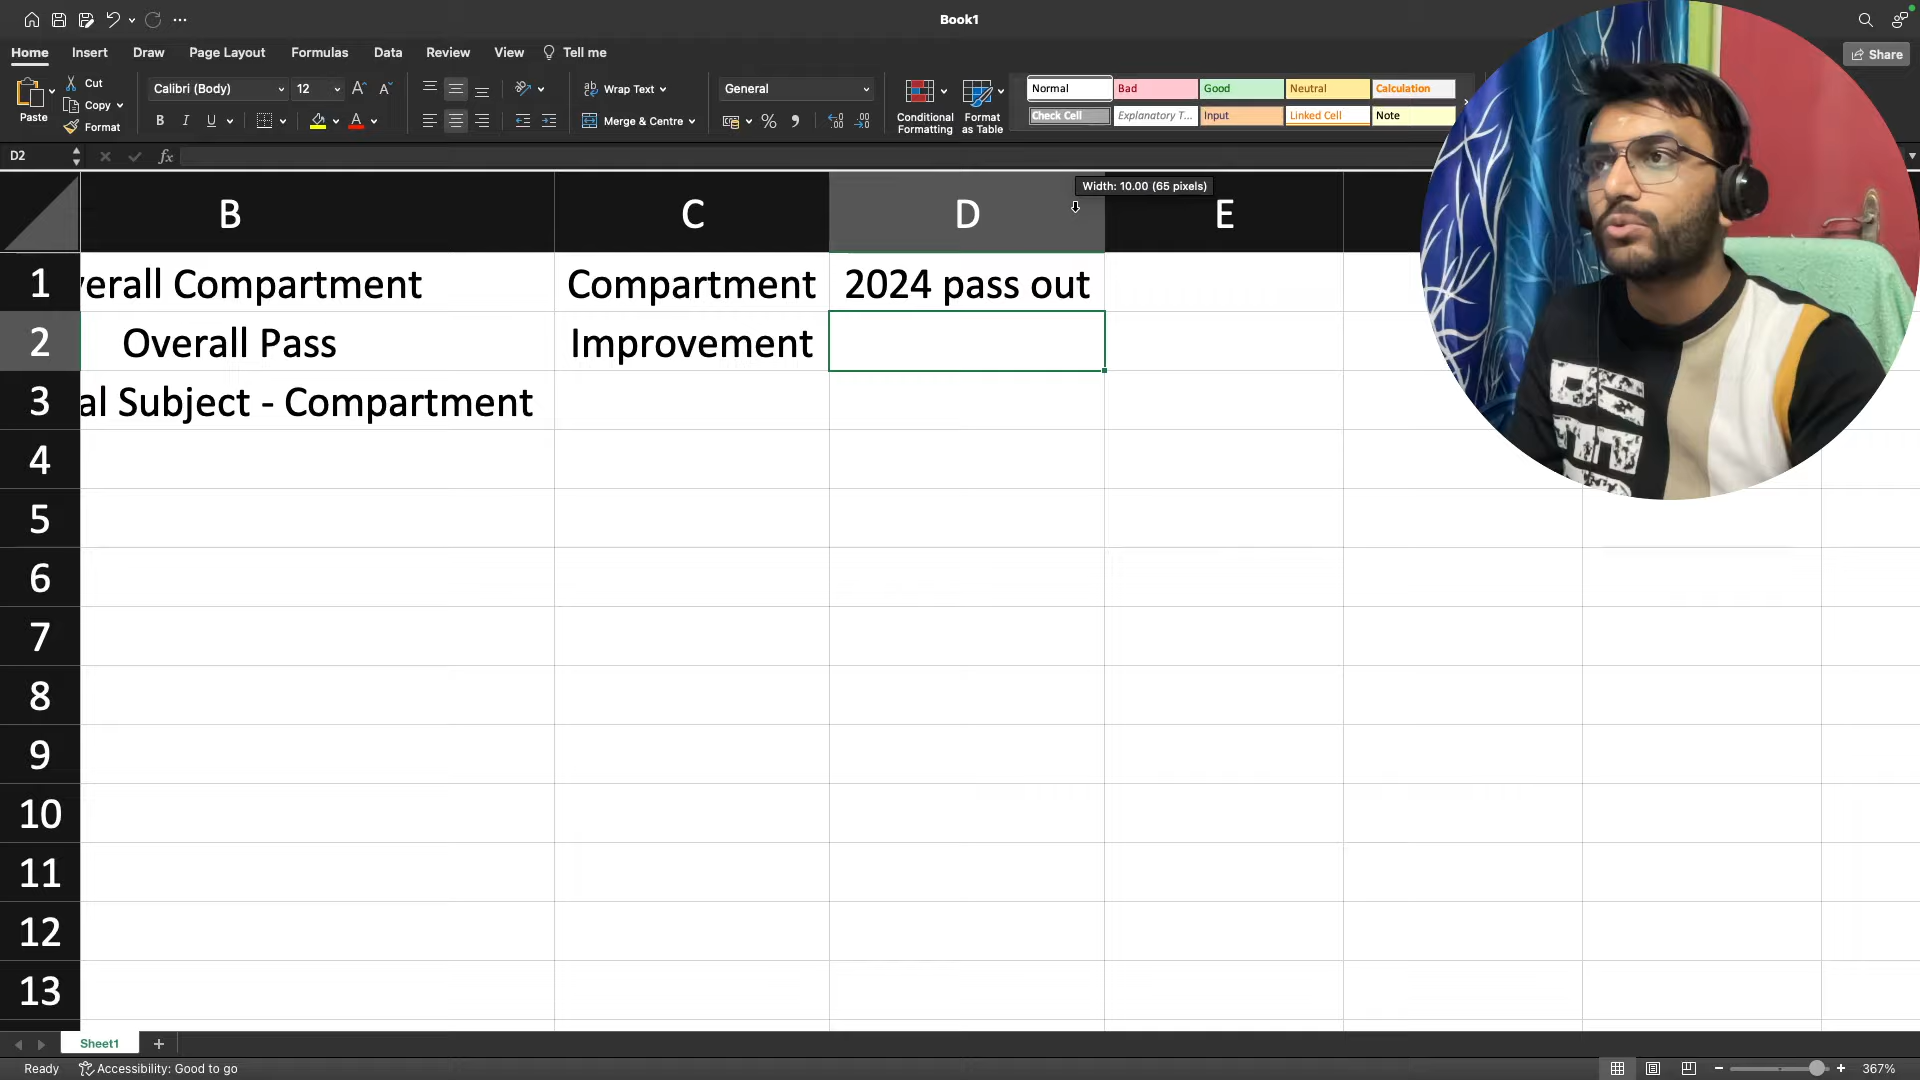 Book1
Home Insert Draw Page Layout Formulas Data Review View Tell me
Share
Paste
Cut
Copy
Format
Calibri (Body) 12
B I U
Wrap Text
Merge & Centre
General
Conditional Formatting
Format as Table
Normal Bad Good Neutral Calculation
Check Cell Explanatory T... Input Linked Cell Note
D2
fx
Width: 10.00 (65 pixels)
B C D E
1 verall Compartment Compartment 2024 pass out
2 Overall Pass Improvement
3 al Subject - Compartment
4
5
6
7
8
9
10
11
12
13
Sheet1
Ready Accessibility: Good to go 367%